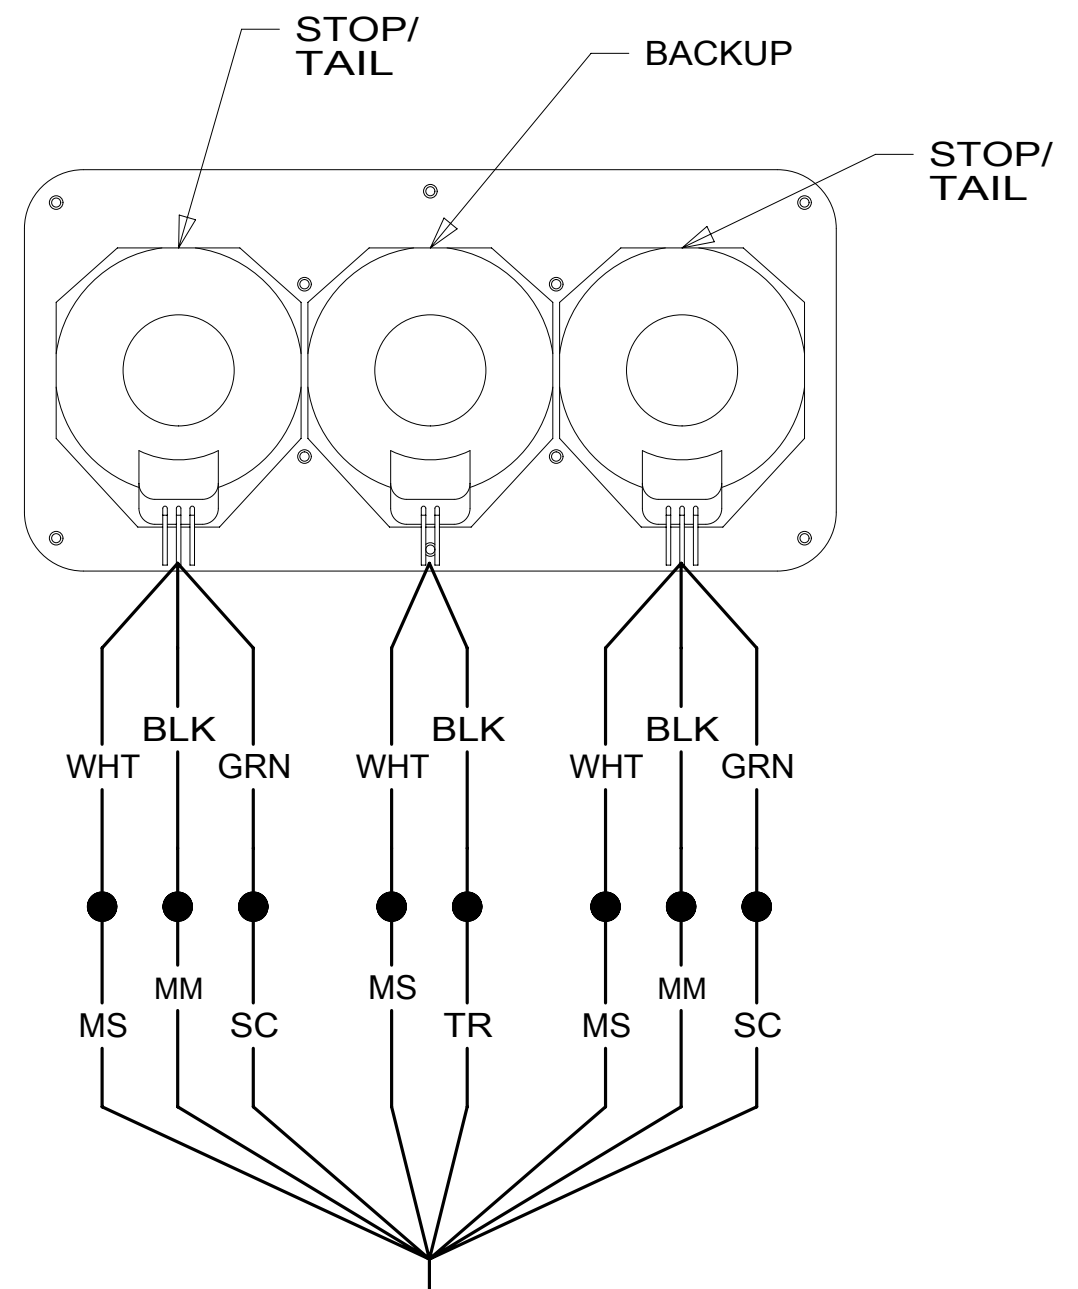 STOP/
TAIL
BACKUP
STOP/
TAIL
BLK
BLK
BLK
WHT
GRN
WHT
WHT
GRN
MM
MS
MM
MS
SC
TR
MS
SC